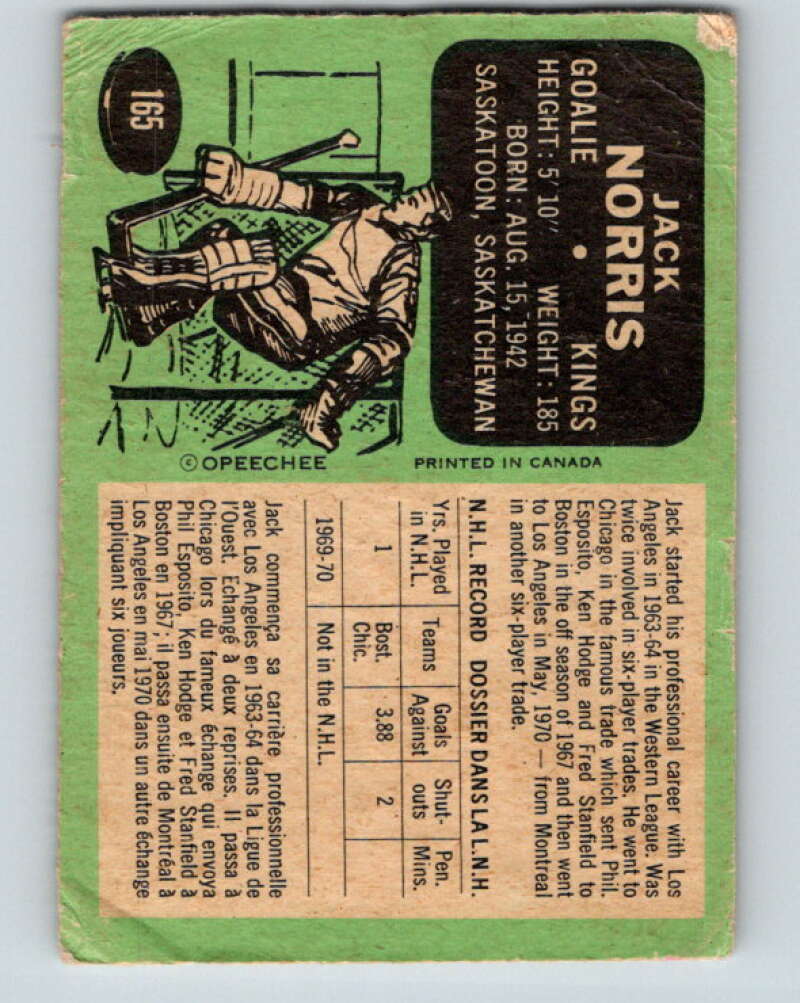 JACK
NORRIS
GOALIE • KINGS
HEIGHT: 5'10" WEIGHT: 185
BORN: AUG. 15, 1942
SASKATOON, SASKATCHEWAN
165
© OPEECHEE PRINTED IN CANADA
Jack started his professional career with Los
Angeles in 1963-64 in the Western League. Was
twice involved in six-player trades. He went to
Chicago in the famous trade which sent Phil.
Esposito, Ken Hodge and Fred Stanfield to
Boston in the off season of 1967 and then went
to Los Angeles in May, 1970 — from Montreal
in another six-player trade.
N.H.L. RECORD DOSSIER DANS LA L.N.H.
Yrs. Played Teams Goals Shut- Pen.
in N.H.L. Against outs Mins.
1 Bost. 3.88 2
Chic.
1969-70 Not in the N.H.L.
Jack commença sa carrière professionnelle
avec Los Angeles en 1963-64 dans la Ligue de
l'Ouest. Echangé à deux reprises. Il passa à
Chicago lors du fameux échange qui envoya
Phil Esposito, Ken Hodge et Fred Stanfield à
Boston en 1967; il passa ensuite de Montréal à
Los Angeles en mai 1970 dans un autre échange
impliquant six joueurs.